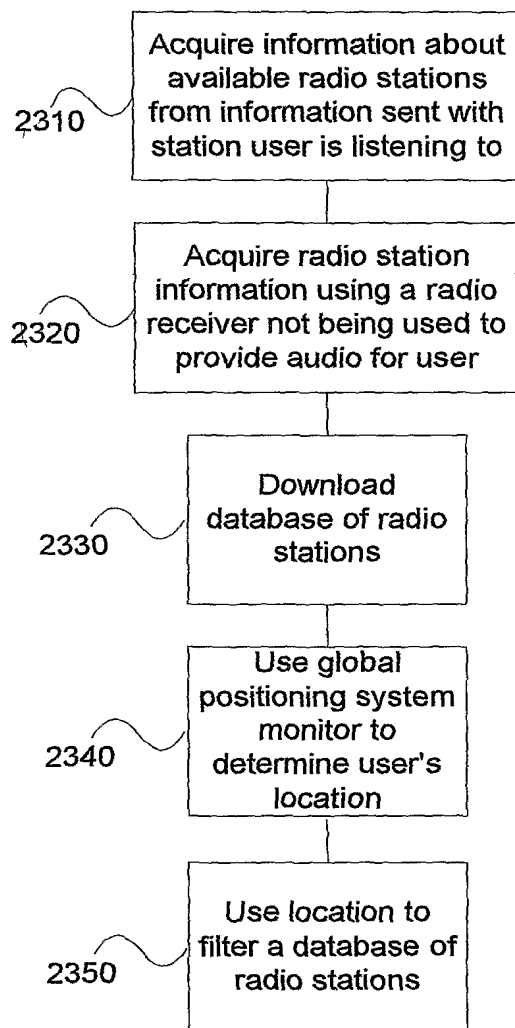 Acquire information about
available radio stations
from information sent with
station user is listening to
2310
Acquire radio station
information using a radio
receiver not being used to
provide audio for user
2320
Download
database of radio
stations
2330
Use global
positioning system
monitor to
determine user's
location
2340
Use location to
filter a database of
radio stations
2350